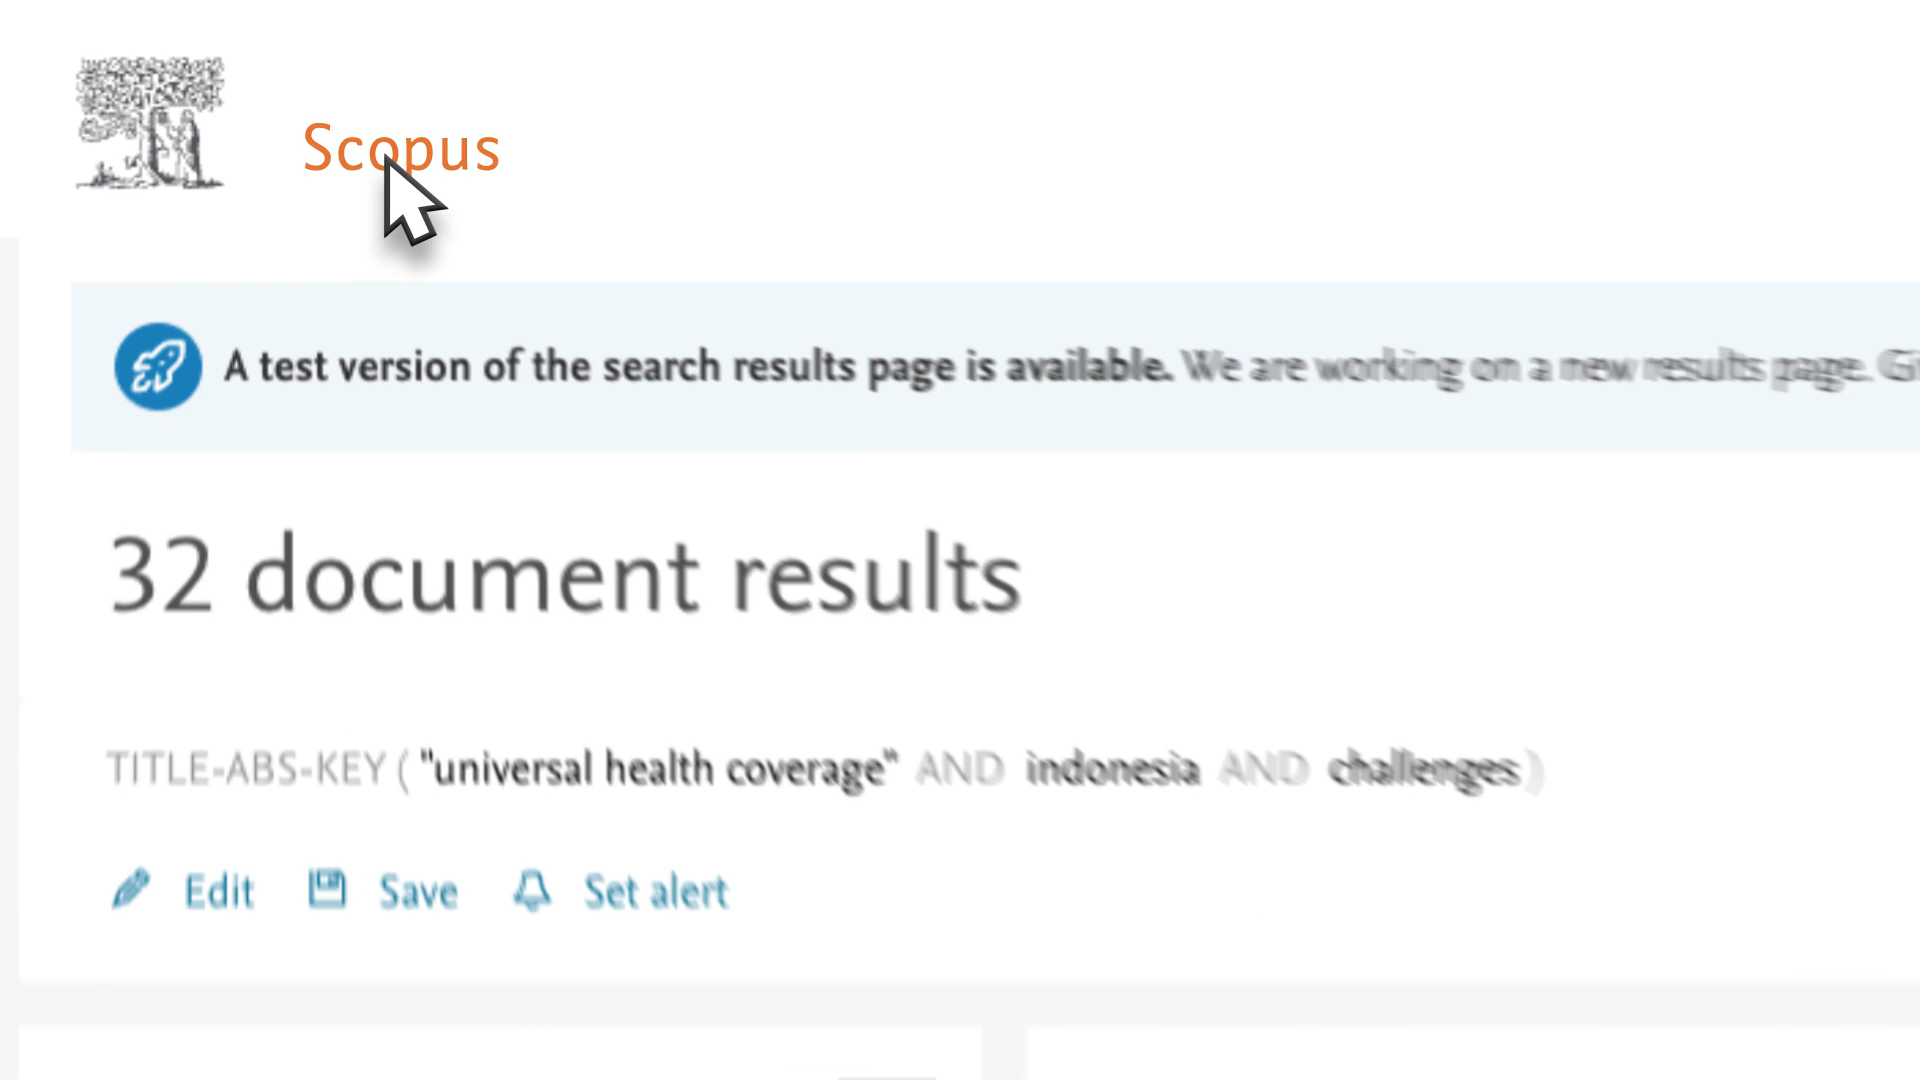 Scopus
A test version of the search results page is available. We are working on a new results page.
32 document results
TITLE-ABS-KEY ( "universal health coverage" AND indonesia AND challenges )
Edit Save Set alert